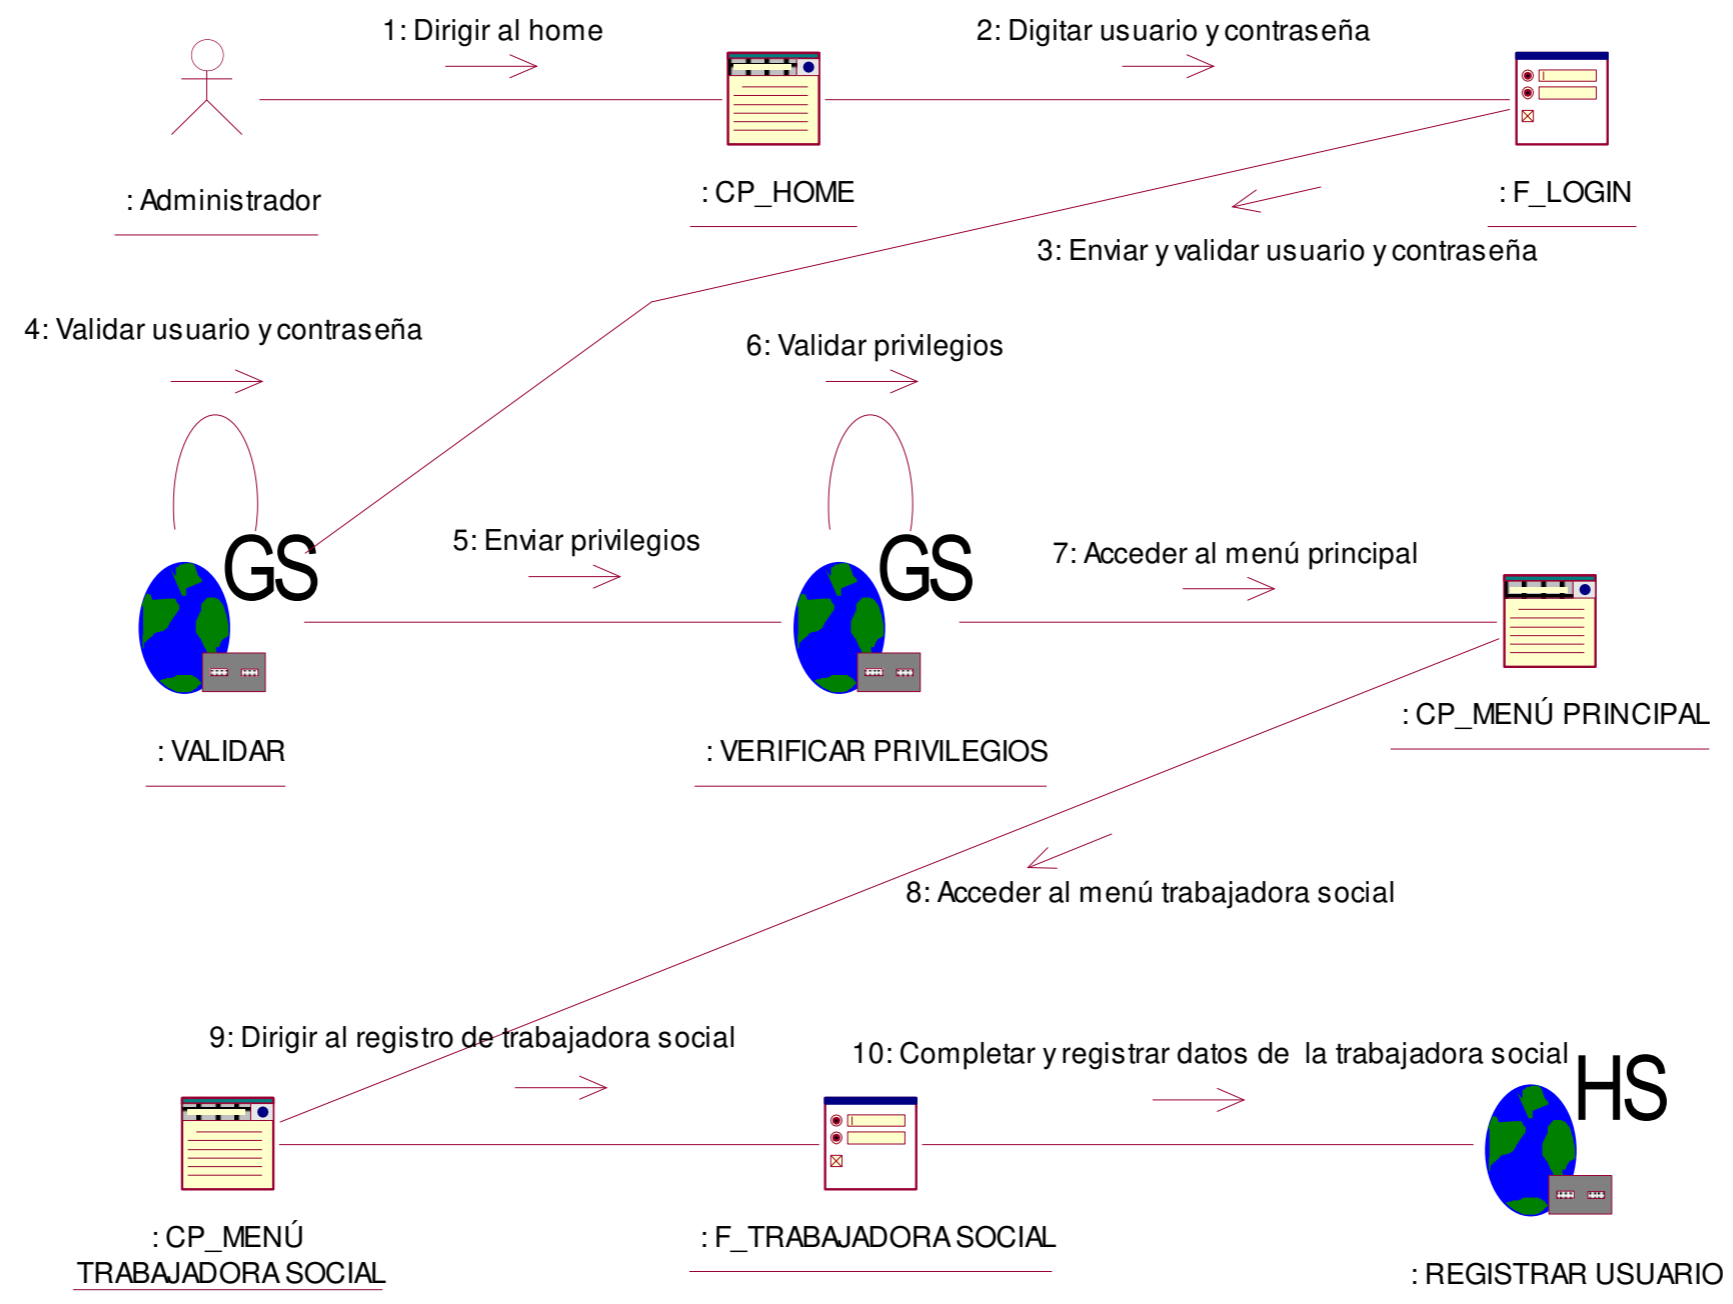 1: Dirigir al home
2: Digitar usuario y contraseña
: Administrador
: CP_HOME
: F_LOGIN
3: Enviar y validar usuario y contraseña
4: Validar usuario y contraseña
6: Validar privilegios
GS
5: Enviar privilegios
GS
7: Acceder al menú principal
: VALIDAR
: VERIFICAR PRIVILEGIOS
: CP_MENÚ PRINCIPAL
8: Acceder al menú trabajadora social
9: Dirigir al registro de trabajadora social
10: Completar y registrar datos de la trabajadora social
HS
: CP_MENÚ
TRABAJADORA SOCIAL
: F_TRABAJADORA SOCIAL
: REGISTRAR USUARIO